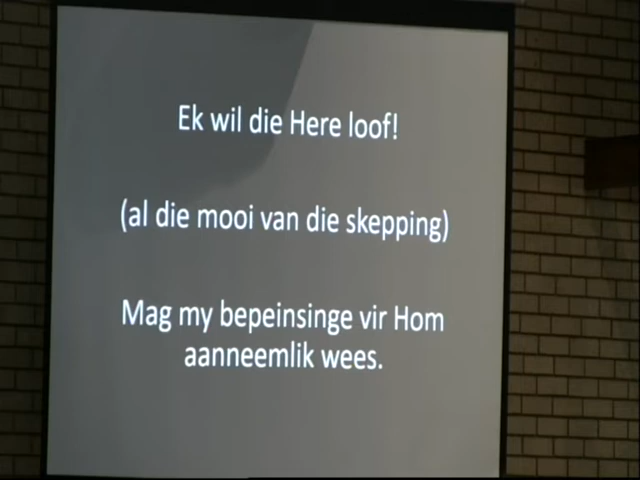 Ek wil die Here loof!
(al die mooi van die skepping)
Mag my bepeinsinge vir Hom
aanneemlik wees.